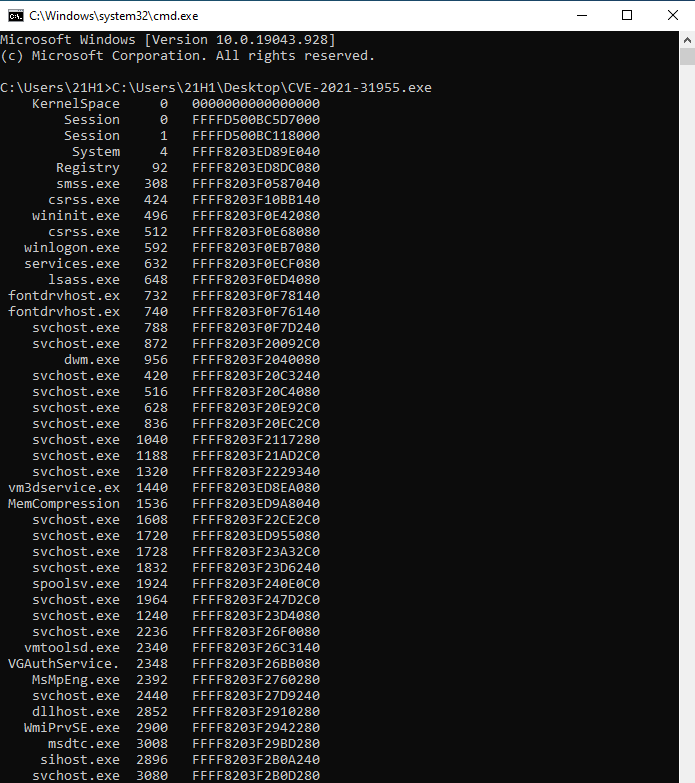 C:\Windows\system32\cmd.exe
Microsoft Windows [Version 10.0.19043.928]
(c) Microsoft Corporation. All rights reserved.
C:\Users\21H1>C:\Users\21H1\Desktop\CVE-2021-31955.exe
KernelSpace 0 0000000000000000
Session 0 FFFFD500BC5D7000
Session 1 FFFFD500BC118000
System 4 FFFF8203ED89E040
Registry 92 FFFF8203ED8DC080
smss.exe 308 FFFF8203F0587040
csrss.exe 424 FFFF8203F10BB140
wininit.exe 496 FFFF8203F0E42080
csrss.exe 512 FFFF8203F0E68080
winlogon.exe 592 FFFF8203F0EB7080
services.exe 632 FFFF8203F0ECF080
lsass.exe 648 FFFF8203F0ED4080
fontdrvhost.ex 732 FFFF8203F0F78140
fontdrvhost.ex 740 FFFF8203F0F76140
svchost.exe 788 FFFF8203F0F7D240
svchost.exe 872 FFFF8203F20092C0
dwm.exe 956 FFFF8203F2040080
svchost.exe 420 FFFF8203F20C3240
svchost.exe 516 FFFF8203F20C4080
svchost.exe 628 FFFF8203F20E92C0
svchost.exe 836 FFFF8203F20EC2C0
svchost.exe 1040 FFFF8203F2117280
svchost.exe 1188 FFFF8203F21AD2C0
svchost.exe 1320 FFFF8203F2229340
vm3dservice.ex 1440 FFFF8203ED8EA080
MemCompression 1536 FFFF8203ED9A8040
svchost.exe 1608 FFFF8203F22CE2C0
svchost.exe 1720 FFFF8203ED955080
svchost.exe 1728 FFFF8203F23A32C0
svchost.exe 1832 FFFF8203F23D6240
spoolsv.exe 1924 FFFF8203F240E0C0
svchost.exe 1964 FFFF8203F247D2C0
svchost.exe 1240 FFFF8203F23D4080
svchost.exe 2236 FFFF8203F26F0080
vmtoolsd.exe 2340 FFFF8203F26C3140
VGAuthService. 2348 FFFF8203F26BB080
MsMpEng.exe 2392 FFFF8203F2760280
svchost.exe 2440 FFFF8203F27D9240
dllhost.exe 2852 FFFF8203F2910280
WmiPrvSE.exe 2900 FFFF8203F2942280
msdtc.exe 3008 FFFF8203F29BD280
sihost.exe 2896 FFFF8203F2B0A240
svchost.exe 3080 FFFF8203F2B0D280